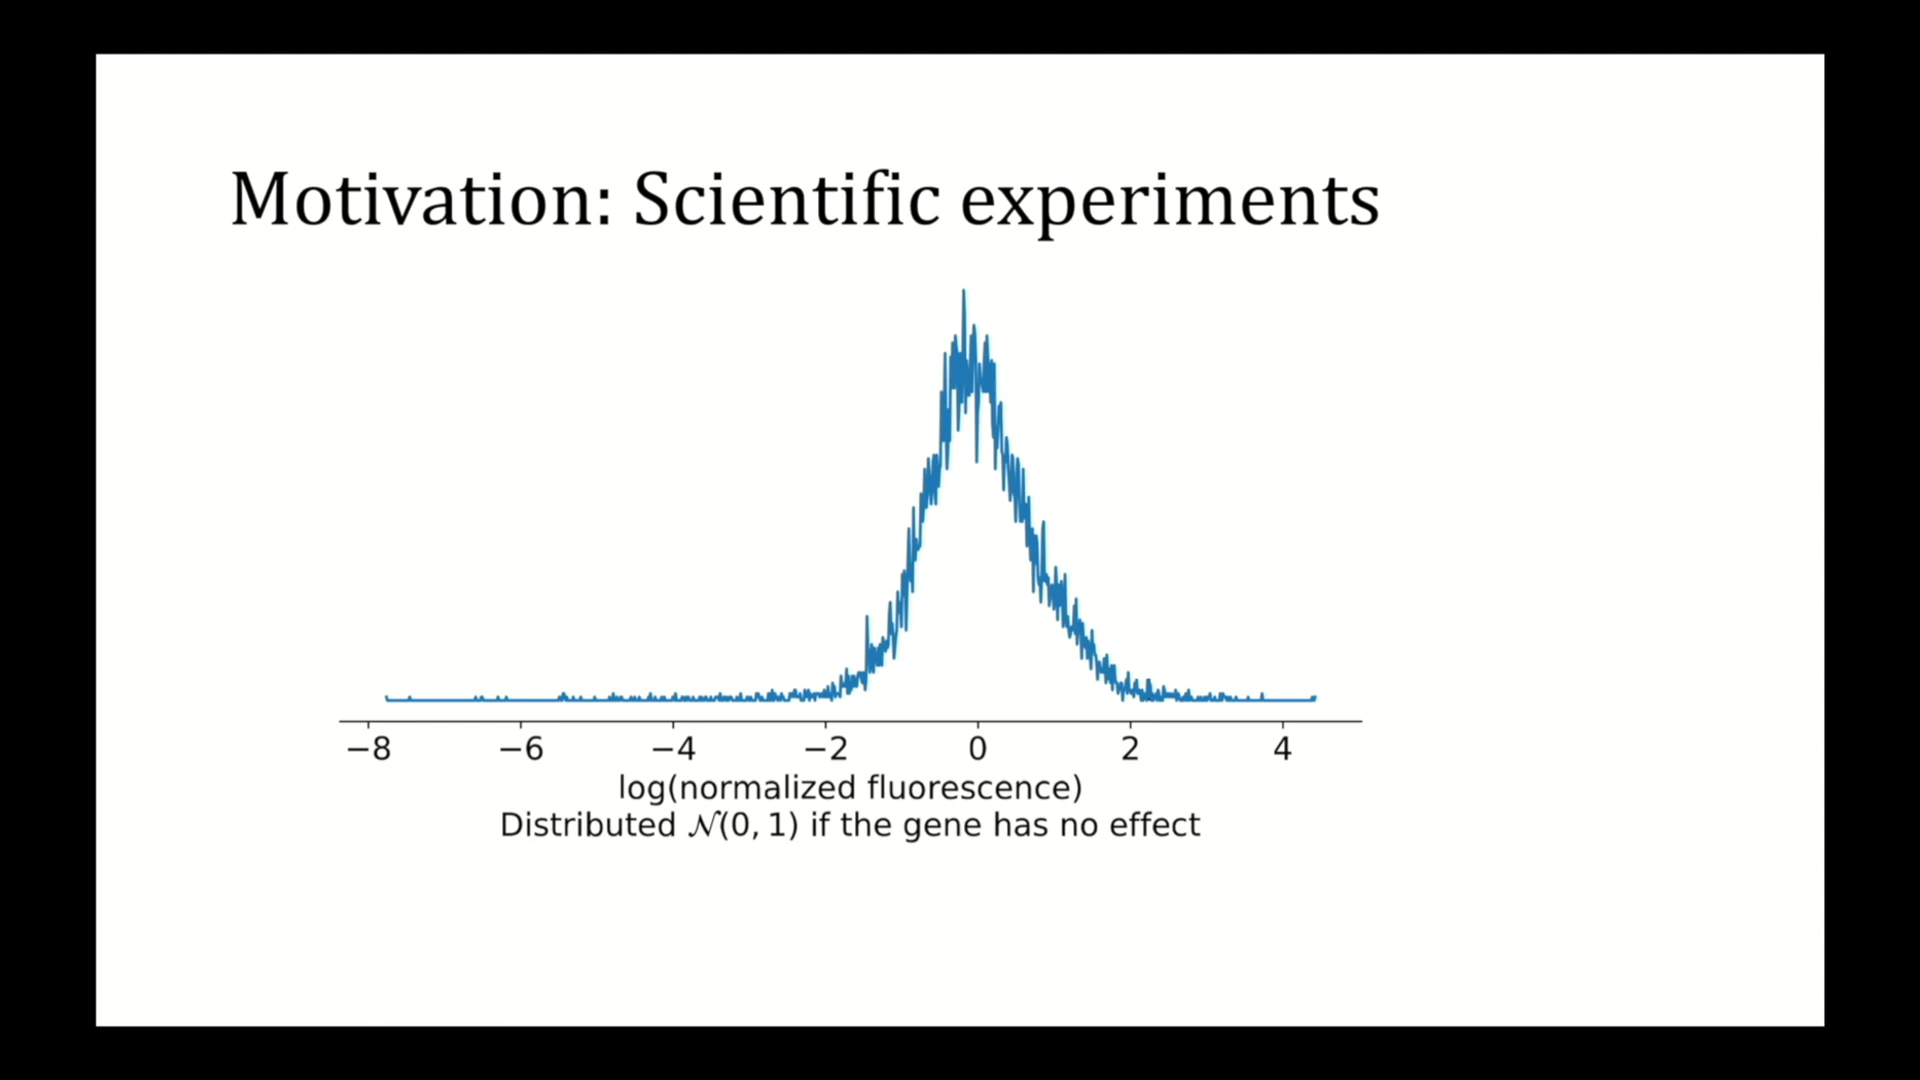 Motivation: Scientific experiments
−8 −6 −4 −2 0 2 4
log(normalized fluorescence)
Distributed 𝒩(0, 1) if the gene has no effect